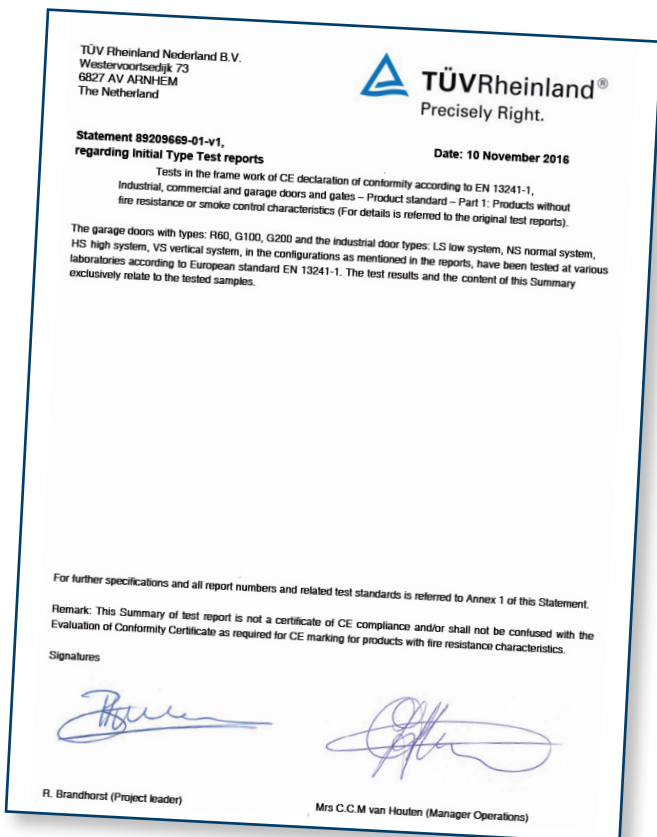 TÜV Rheinland Nederland B.V.
Westervoortsedijk 73
6827 AV ARNHEM
The Netherland
TÜVRheinland®
Precisely Right.
Statement 89209669-01-v1,
regarding Initial Type Test reports
Date: 10 November 2016
Tests in the frame work of CE declaration of conformity according to EN 13241-1,
Industrial, commercial and garage doors and gates – Product standard – Part 1: Products without
fire resistance or smoke control characteristics (For details is referred to the original test reports).
The garage doors with types: R60, G100, G200 and the industrial door types: LS low system, NS normal system,
HS high system, VS vertical system, in the configurations as mentioned in the reports, have been tested at various
laboratories according to European standard EN 13241-1. The test results and the content of this Summary
exclusively relate to the tested samples.
For further specifications and all report numbers and related test standards is referred to Annex 1 of this Statement.
Remark: This Summary of test report is not a certificate of CE compliance and/or shall not be confused with the
Evaluation of Conformity Certificate as required for CE marking for products with fire resistance characteristics.
Signatures
R. Brandhorst (Project leader)
Mrs C.C.M van Houten (Manager Operations)